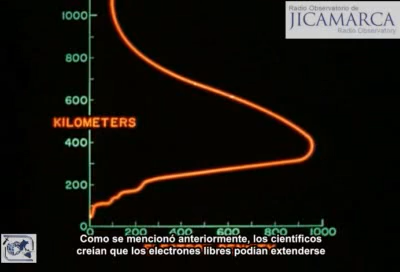 Radio Observatorio de
JICAMARCA
Radio Observatory
1000
800
600
KILOMETERS
400
200
0
200
400
600
800
1000
Como se mencionó anteriormente, los científicos
creían que los electrones libres podían extenderse